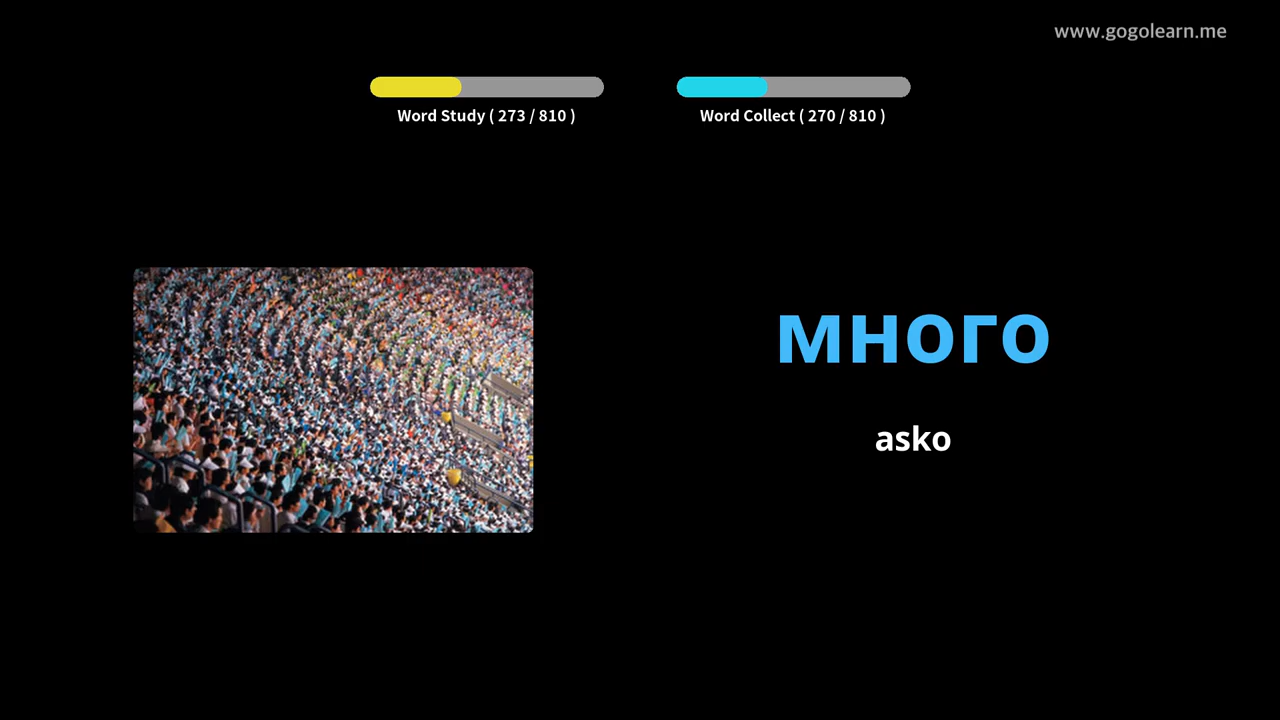 www.gogolearn.me
Word Study ( 273 / 810 )
Word Collect ( 270 / 810 )
много
asko